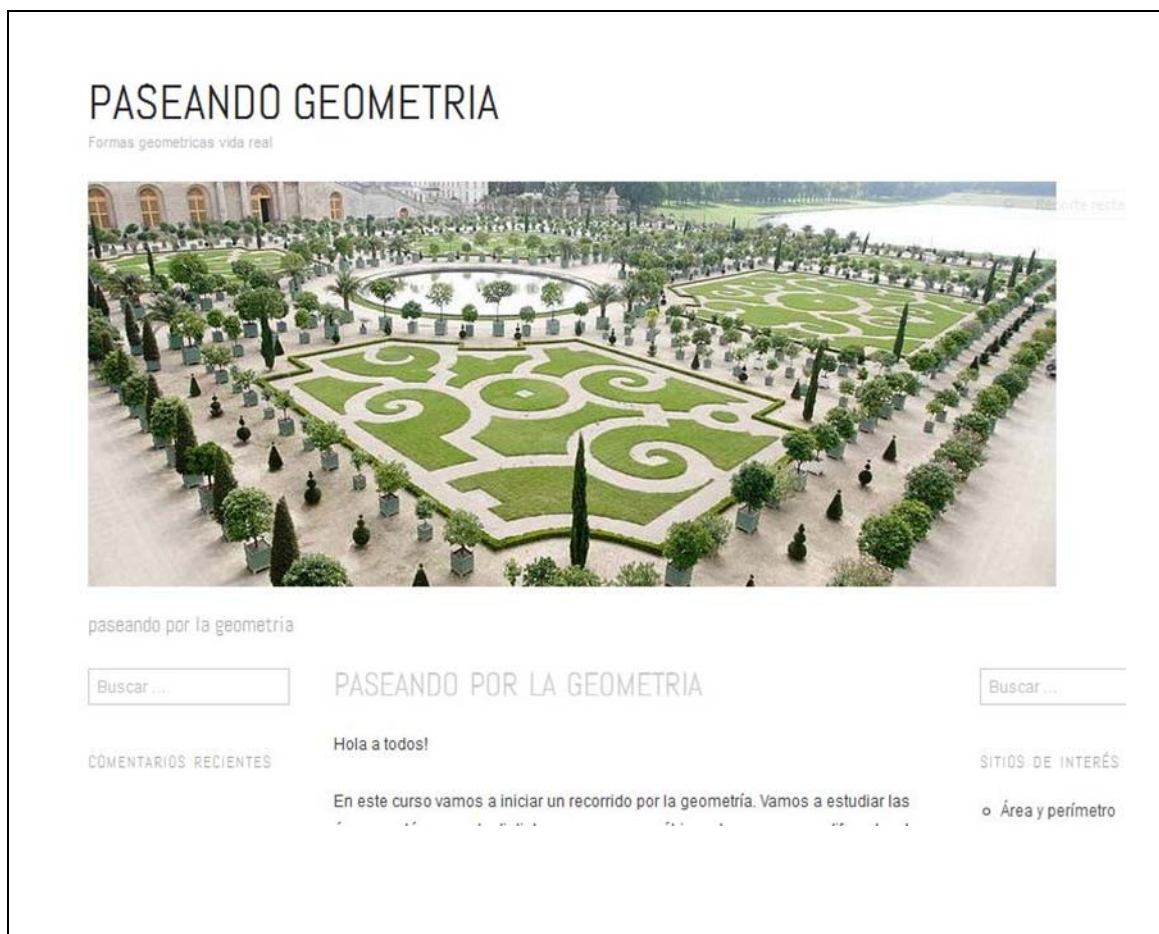 PASEANDO GEOMETRIA
Formas geometricas vida real
Recorte recta
paseando por la geometria
Buscar ...
COMENTARIOS RECIENTES
PASEANDO POR LA GEOMETRIA
Hola a todos!
En este curso vamos a iniciar un recorrido por la geometría. Vamos a estudiar las
Buscar ...
SITIOS DE INTERÉS
Área y perímetro